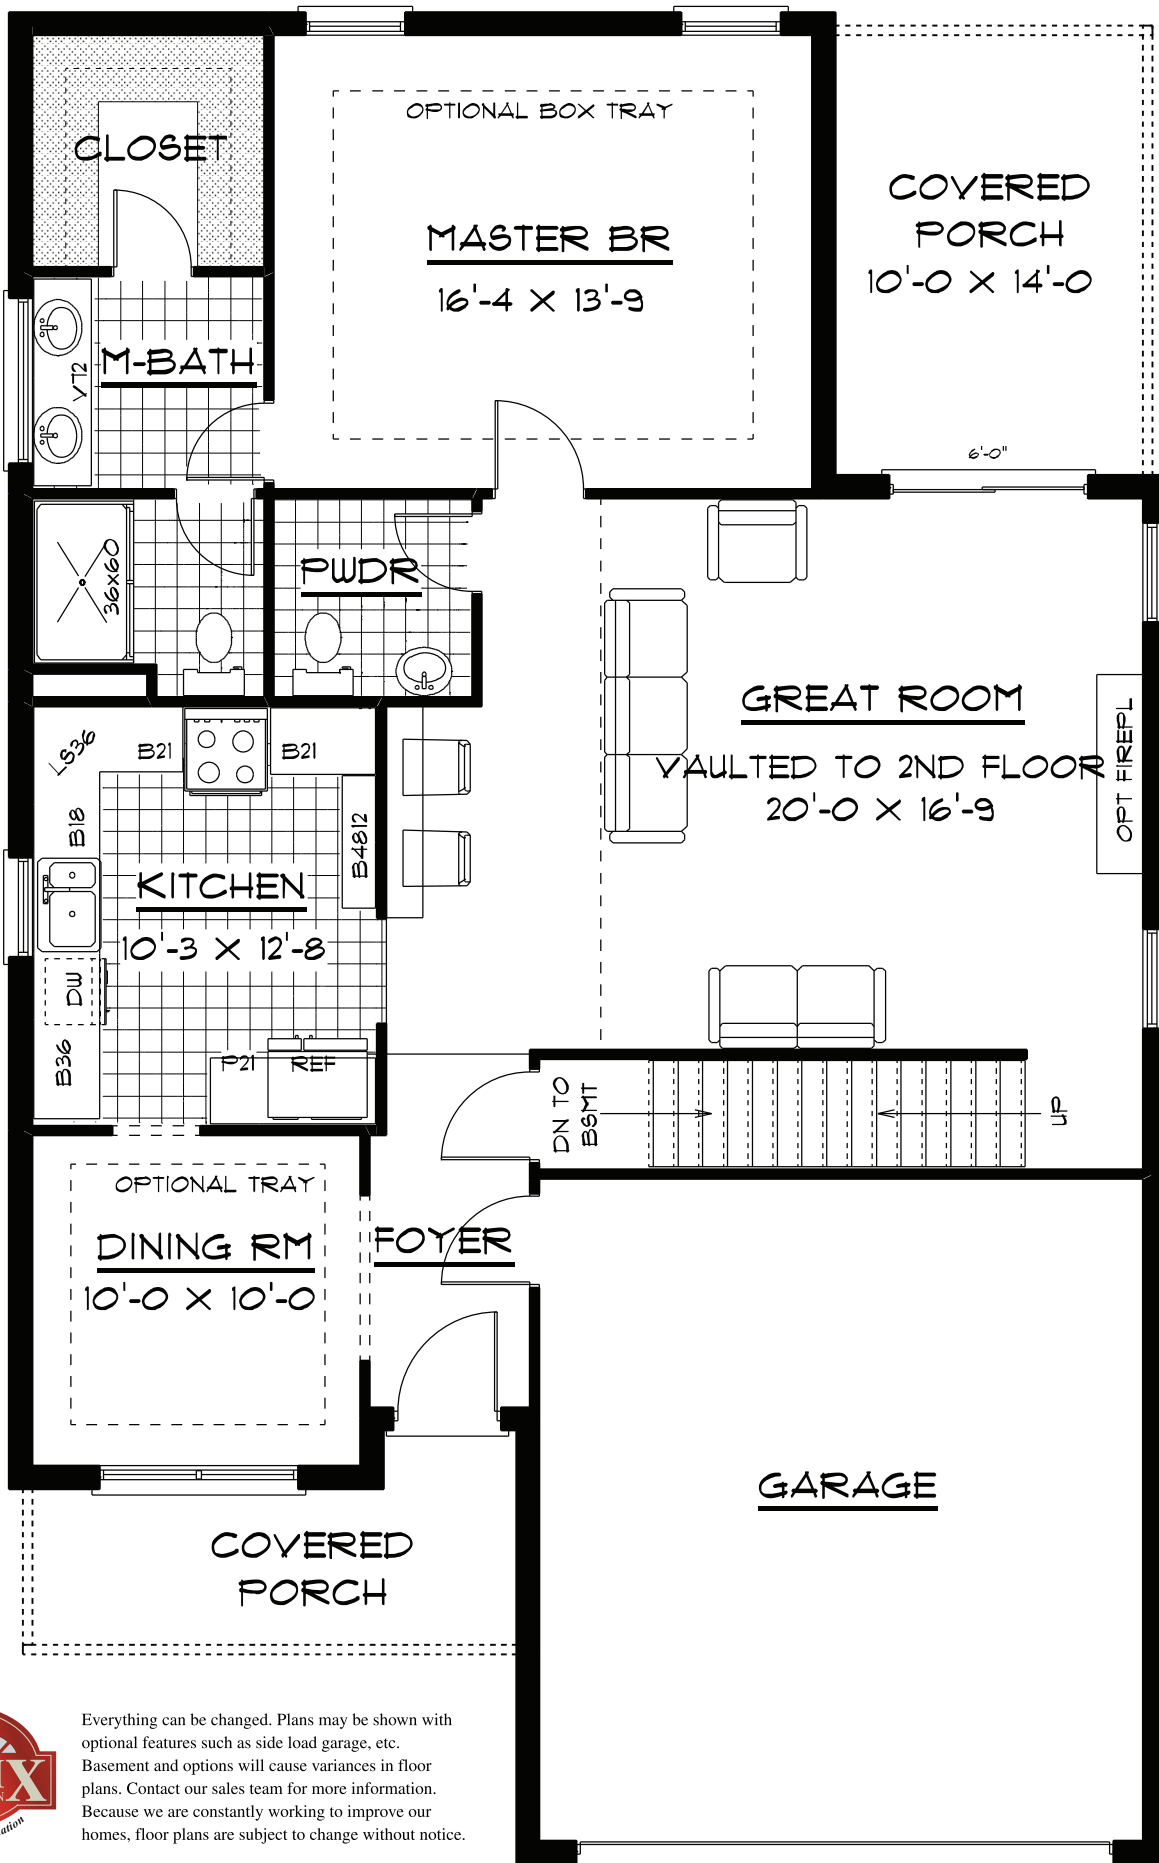 OPTIONAL BOX TRAY
CLOSET
COVERED
PORCH
10'-0 X 14'-0
MASTER BR
16'-4 X 13'-9
M-BATH
V72
6'-0"
36x60
PWDR
GREAT ROOM
VAULTED TO 2ND FLOOR
20'-0 X 16'-9
OPT FIREPL
LS36
B21
B21
B18
B4812
KITCHEN
10'-3 X 12'-8
DW
B36
P21
REF
DN TO
BSMT
UP
OPTIONAL TRAY
DINING RM
10'-0 X 10'-0
FOYER
GARAGE
COVERED
PORCH
Everything can be changed. Plans may be shown with
optional features such as side load garage, etc.
Basement and options will cause variances in floor
plans. Contact our sales team for more information.
Because we are constantly working to improve our
homes, floor plans are subject to change without notice.